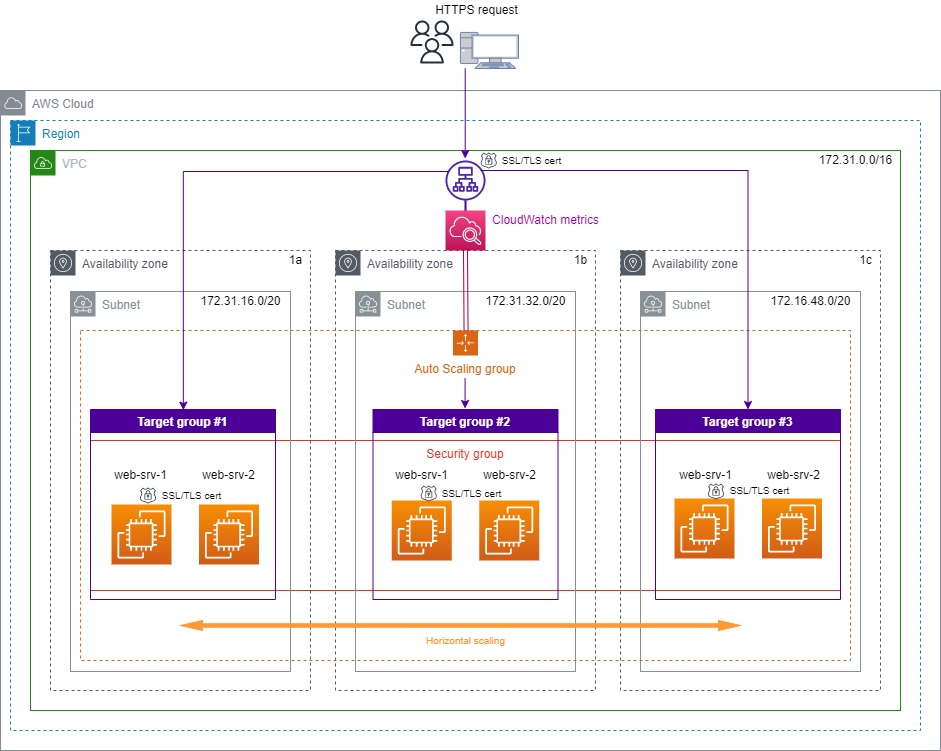 HTTPS request
AWS Cloud
Region
VPC
SSL/TLS cert
172.31.0.0/16
CloudWatch metrics
Availability zone
1a
Availability zone
1b
Availability zone
1c
Subnet
172.31.16.0/20
Subnet
172.31.32.0/20
Subnet
172.16.48.0/20
Auto Scaling group
Target group #1
Target group #2
Target group #3
Security group
web-srv-1
web-srv-2
web-srv-1
web-srv-2
web-srv-1
web-srv-2
SSL/TLS cert
SSL/TLS cert
SSL/TLS cert
Horizontal scaling